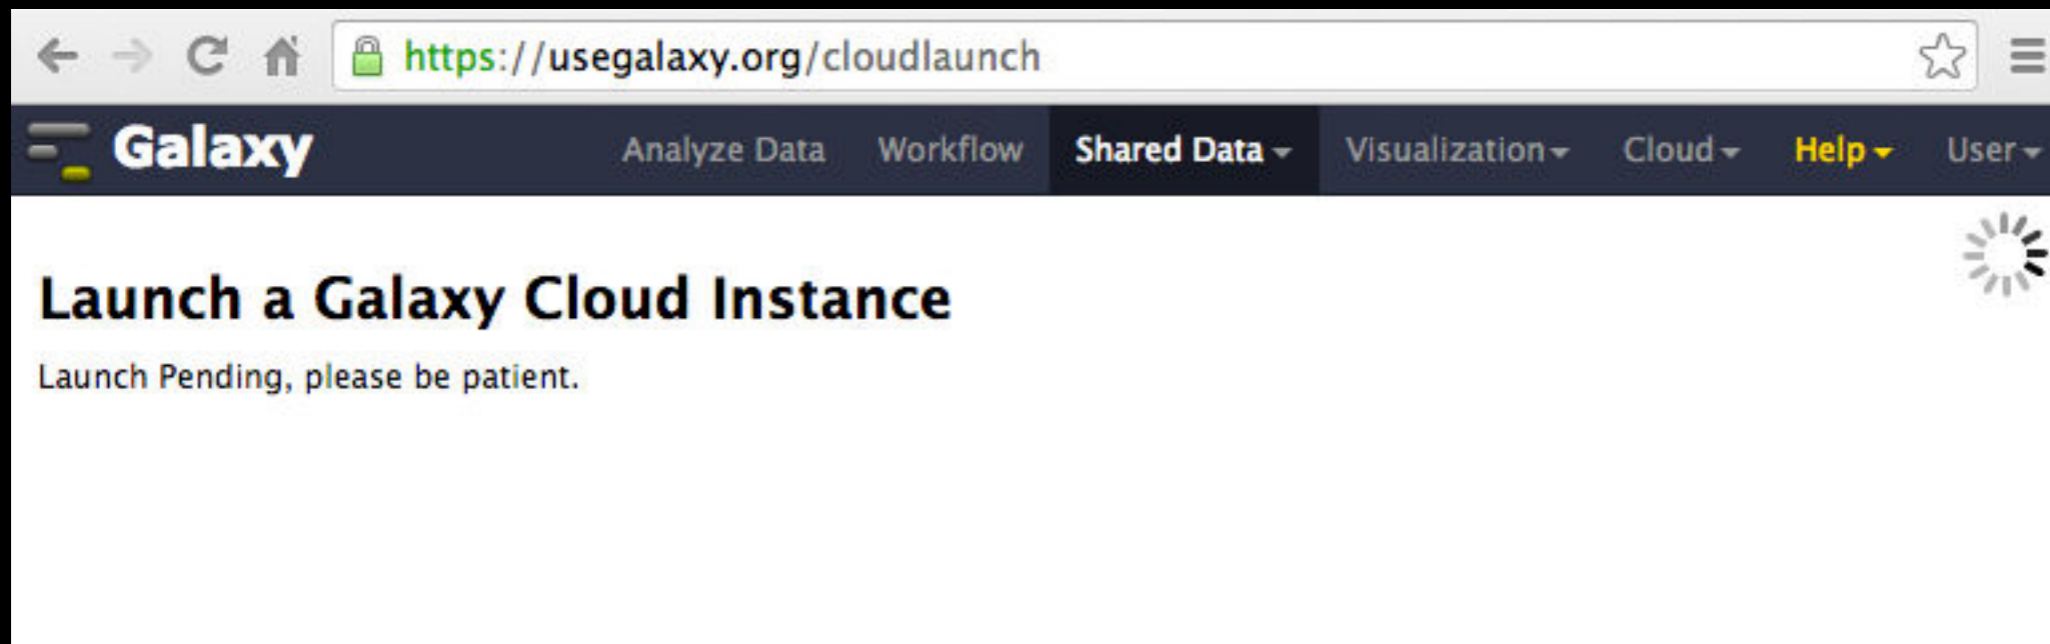 https://usegalaxy.org/cloudlaunch
Galaxy Analyze Data Workflow Shared Data Visualization Cloud Help User
Launch a Galaxy Cloud Instance
Launch Pending, please be patient.